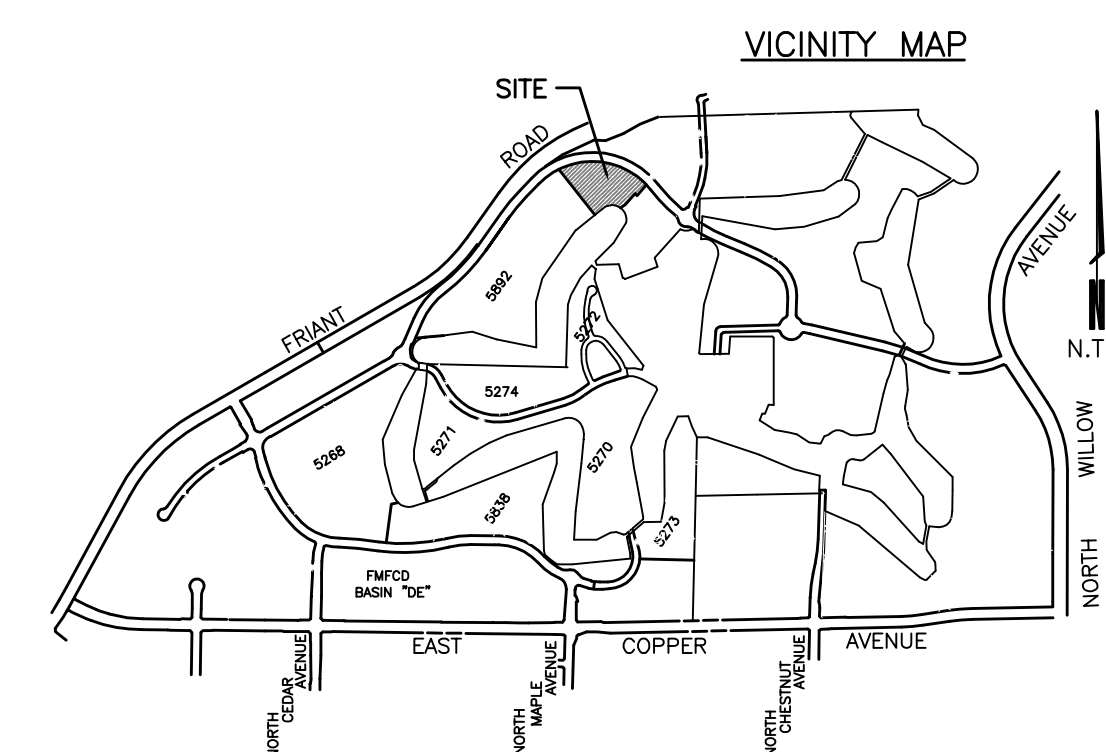 VICINITY MAP
SITE
ROAD
AVENUE
5892
N
FRIANT
5272
N.T
5274
WILLOW
5271
5268
5270
5838
5273
NORTH
FMFCD
BASIN "DE"
EAST
COPPER
AVENUE
NORTH
CEDAR
AVENUE
NORTH
MAPLE
AVENUE
NORTH
CHESTNUT
AVENUE